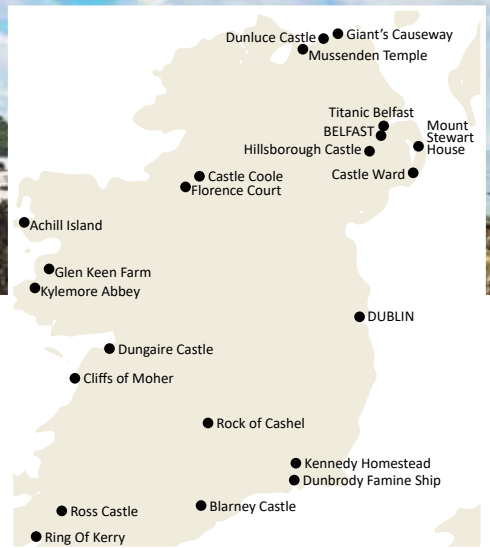 Dunluce Castle
Giant's Causeway
Mussenden Temple
Titanic Belfast
BELFAST
Mount
Stewart
House
Hillsborough Castle
Castle Ward
Castle Coole
Florence Court
Achill Island
Glen Keen Farm
Kylemore Abbey
DUBLIN
Dungaire Castle
Cliffs of Moher
Rock of Cashel
Kennedy Homestead
Dunbrody Famine Ship
Ross Castle
Blarney Castle
Ring Of Kerry